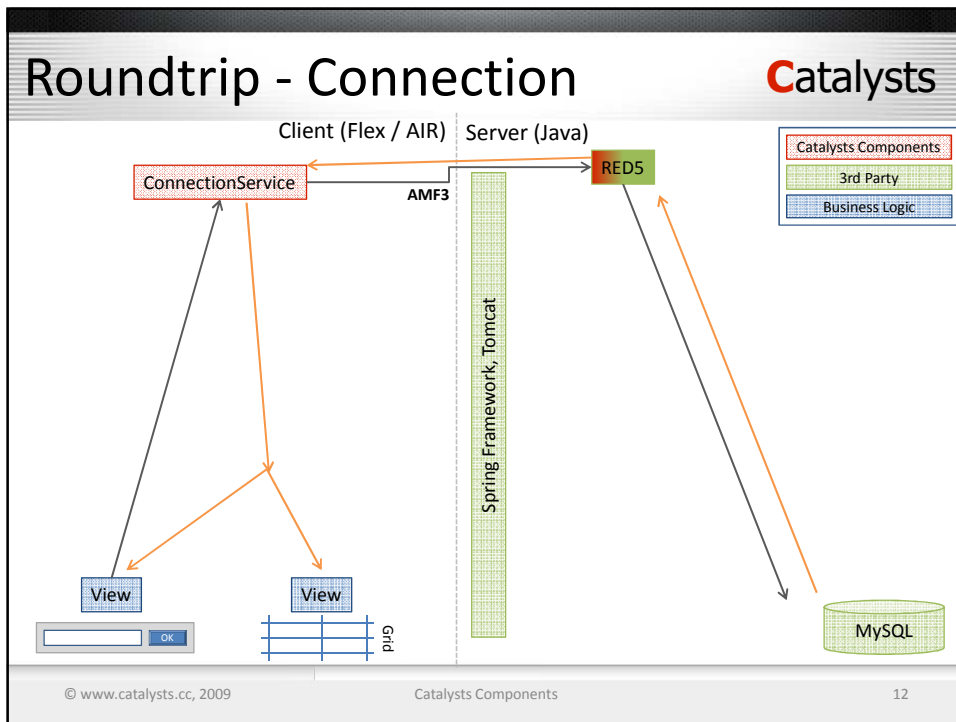 Roundtrip - Connection
Catalysts
Client (Flex / AIR)
Server (Java)
Catalysts Components
3rd Party
Business Logic
ConnectionService
AMF3
RED5
Spring Framework, Tomcat
View
View
OK
Grid
MySQL
© www.catalysts.cc, 2009
Catalysts Components
12